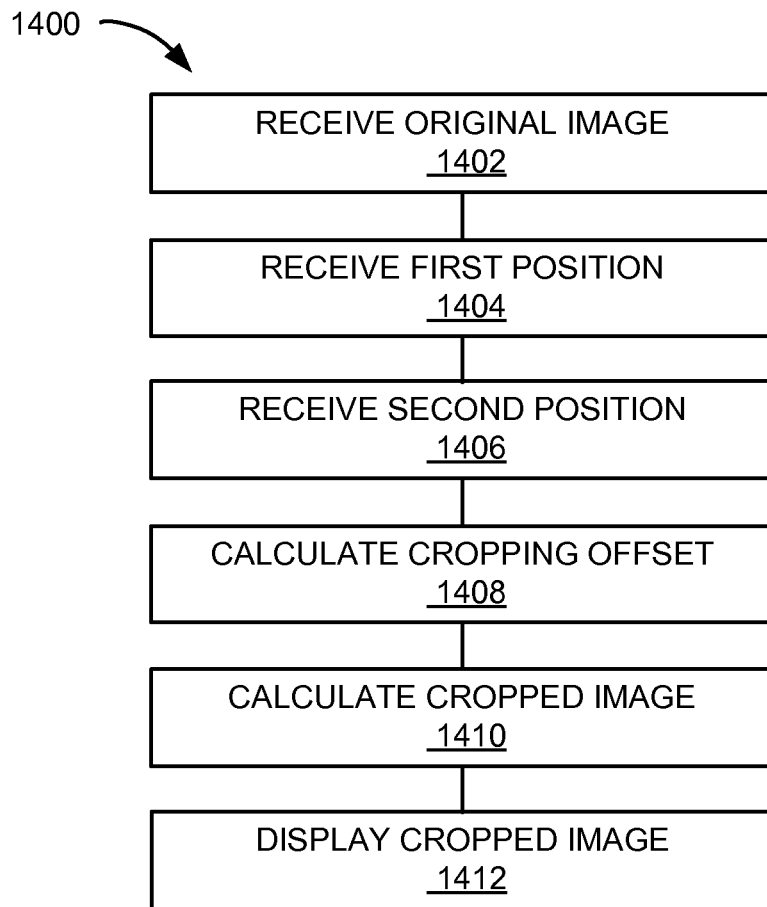 1400
RECEIVE ORIGINAL IMAGE
1402
RECEIVE FIRST POSITION
1404
RECEIVE SECOND POSITION
1406
CALCULATE CROPPING OFFSET
1408
CALCULATE CROPPED IMAGE
1410
DISPLAY CROPPED IMAGE
1412